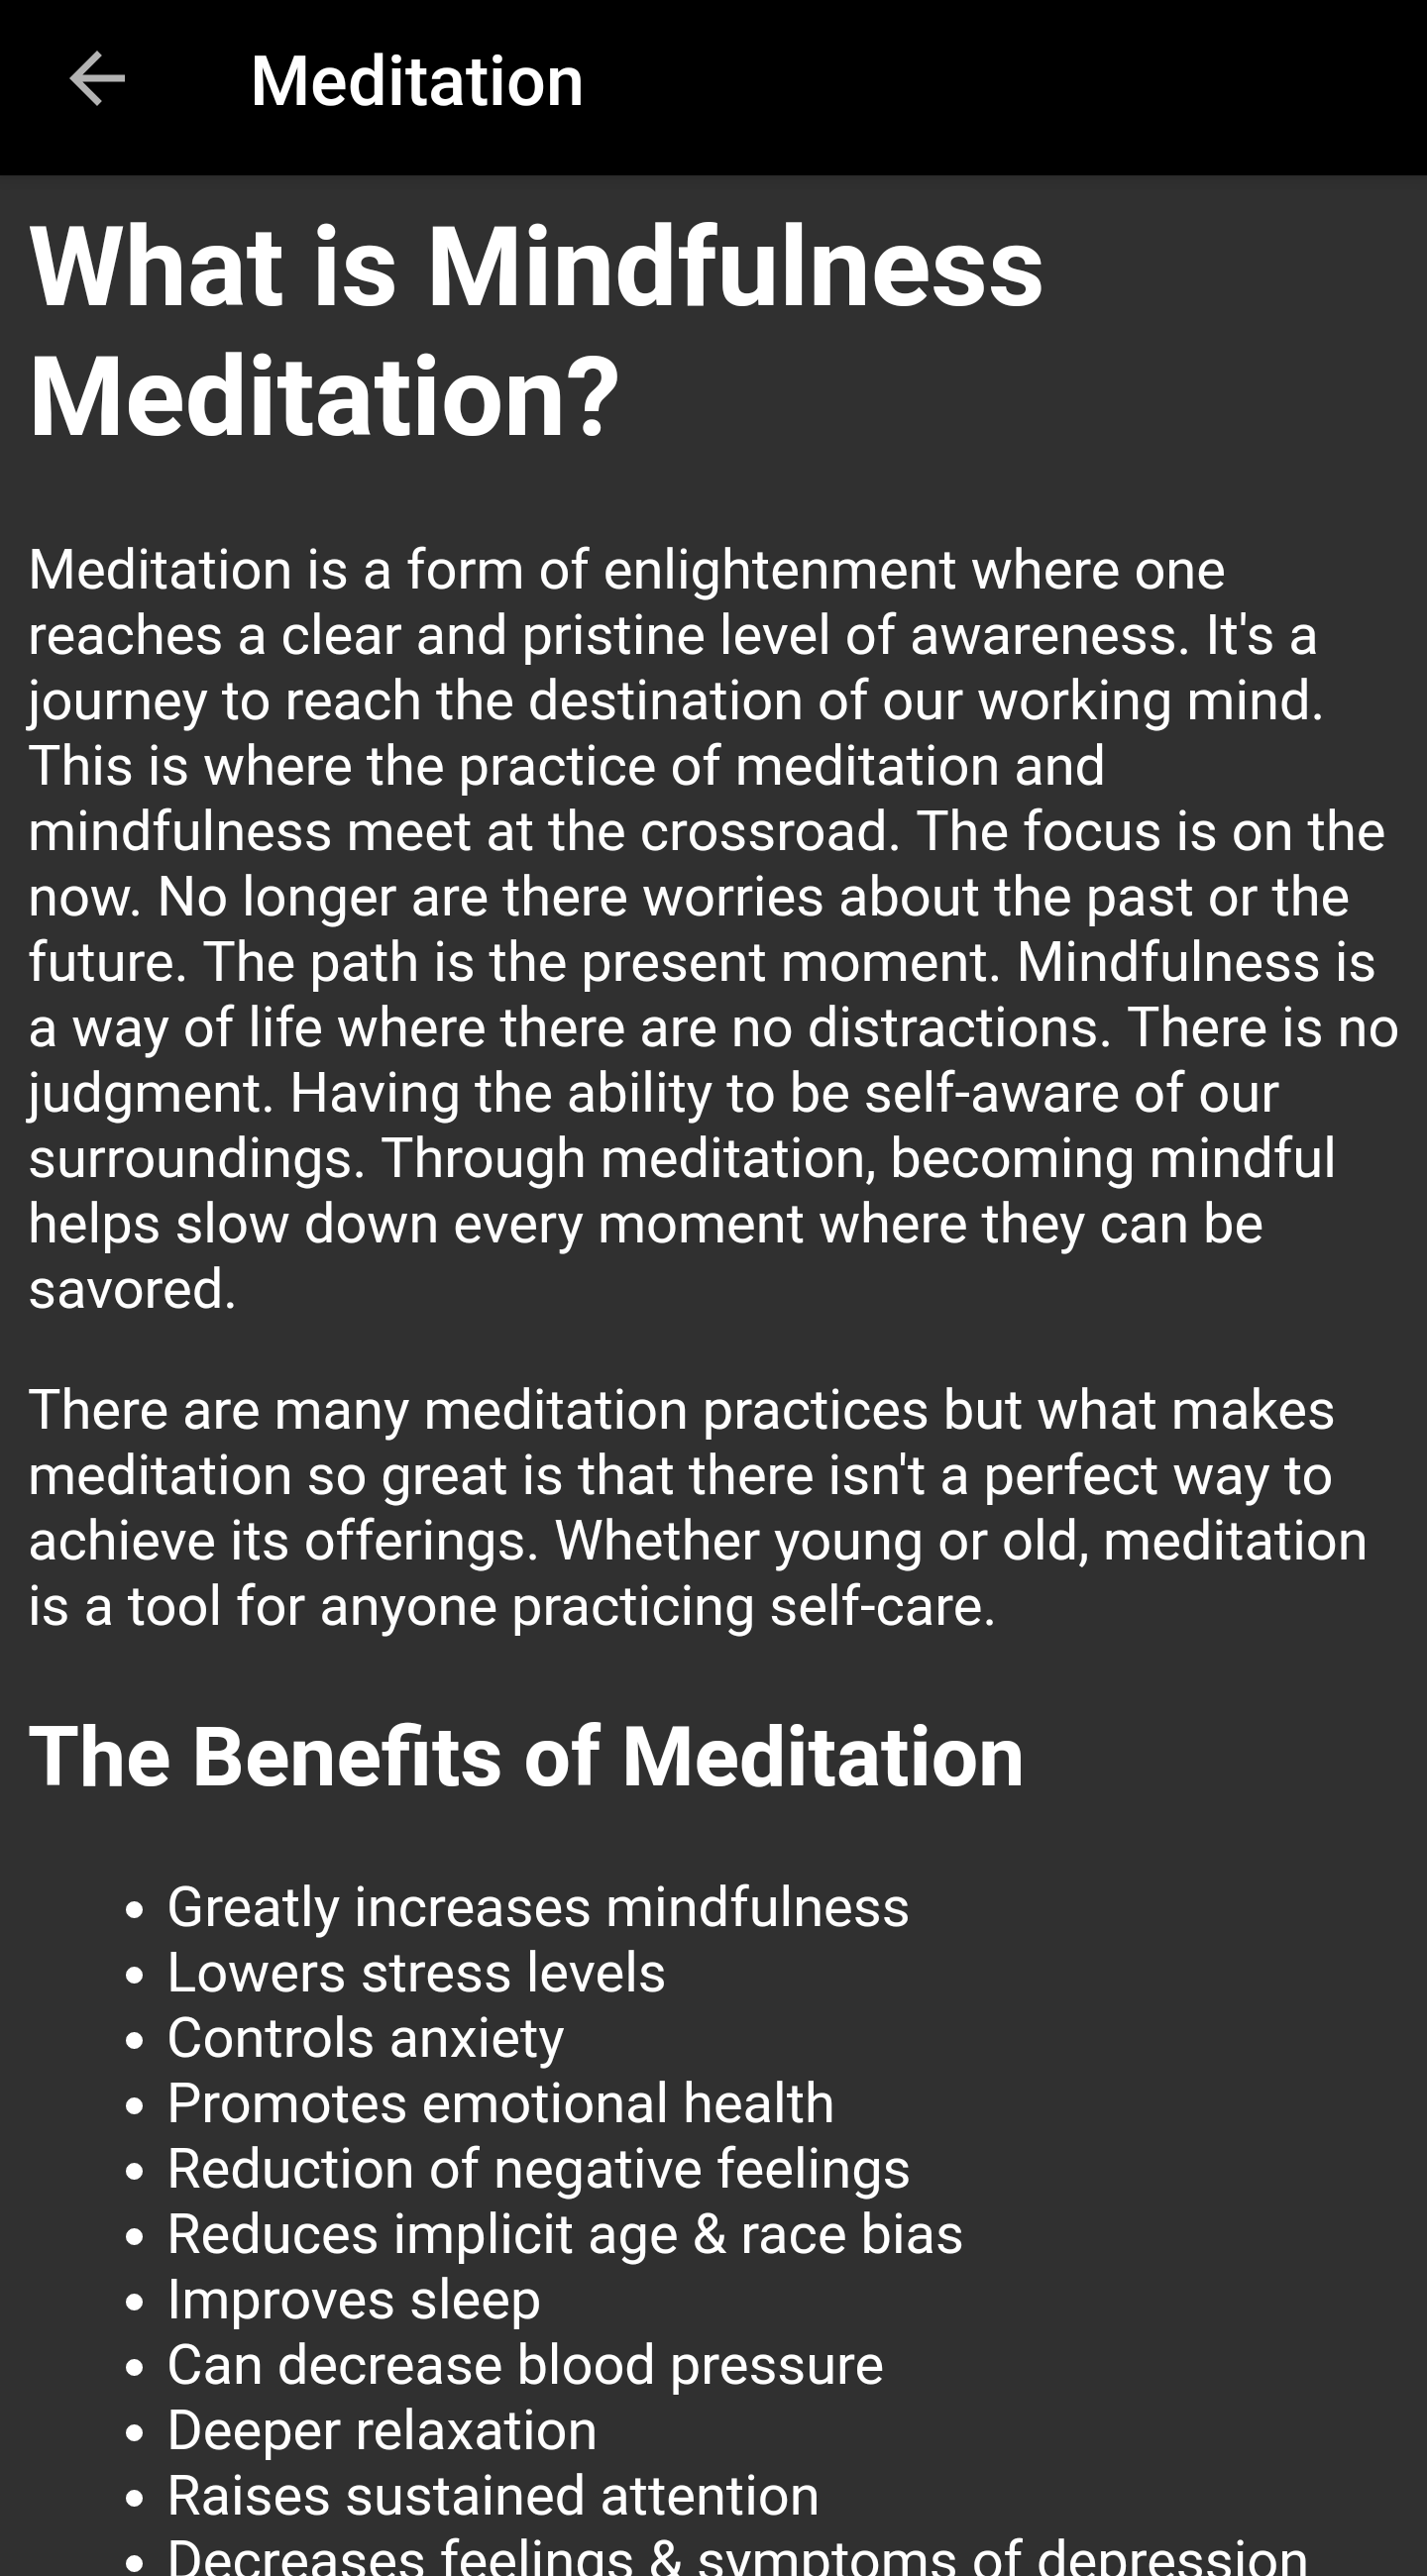 Meditation
What is Mindfulness
Meditation?
Meditation is a form of enlightenment where one
reaches a clear and pristine level of awareness. It's a
journey to reach the destination of our working mind.
This is where the practice of meditation and
mindfulness meet at the crossroad. The focus is on the
now. No longer are there worries about the past or the
future. The path is the present moment. Mindfulness is
a way of life where there are no distractions. There is no
judgment. Having the ability to be self-aware of our
surroundings. Through meditation, becoming mindful
helps slow down every moment where they can be
savored.
There are many meditation practices but what makes
meditation so great is that there isn't a perfect way to
achieve its offerings. Whether young or old, meditation
is a tool for anyone practicing self-care.
The Benefits of Meditation
• Greatly increases mindfulness
• Lowers stress levels
• Controls anxiety
• Promotes emotional health
• Reduction of negative feelings
• Reduces implicit age & race bias
• Improves sleep
• Can decrease blood pressure
• Deeper relaxation
• Raises sustained attention
• Decreases feelings & symptoms of depression